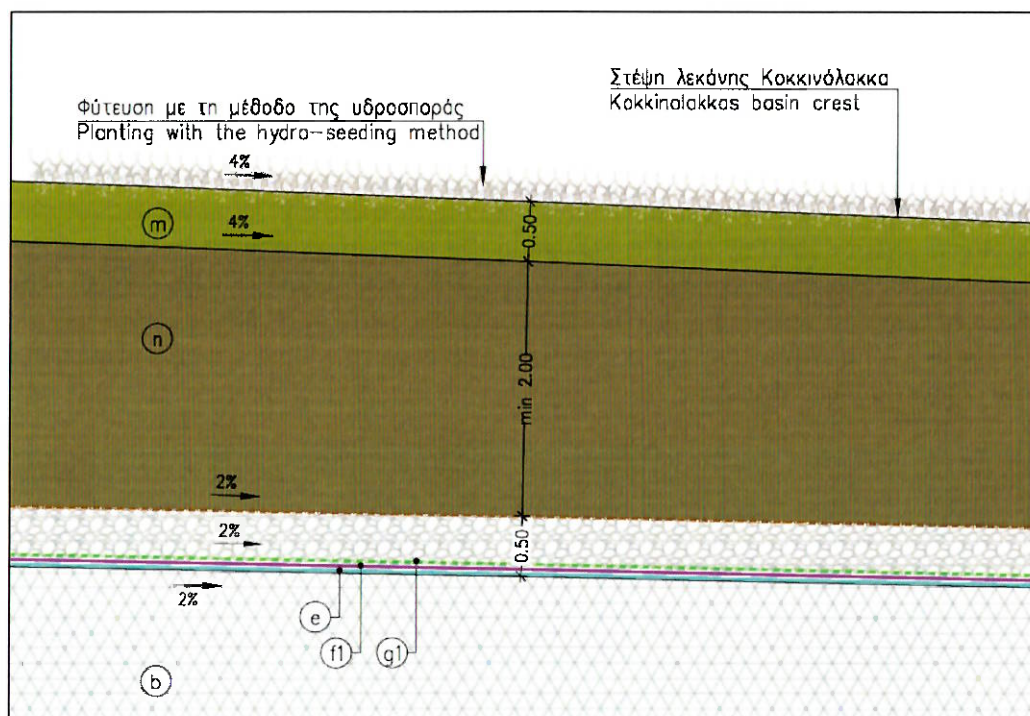 Στέψη λεκάνης Κοκκινόλακκα
Kokkinolakkas basin crest
Φύτευση με τη μέθοδο της υδροσποράς
Planting with the hydro-seeding method
4%
m
4%
0.50
n
min 2.00
2%
2%
0.50
2%
e
f1
g1
b